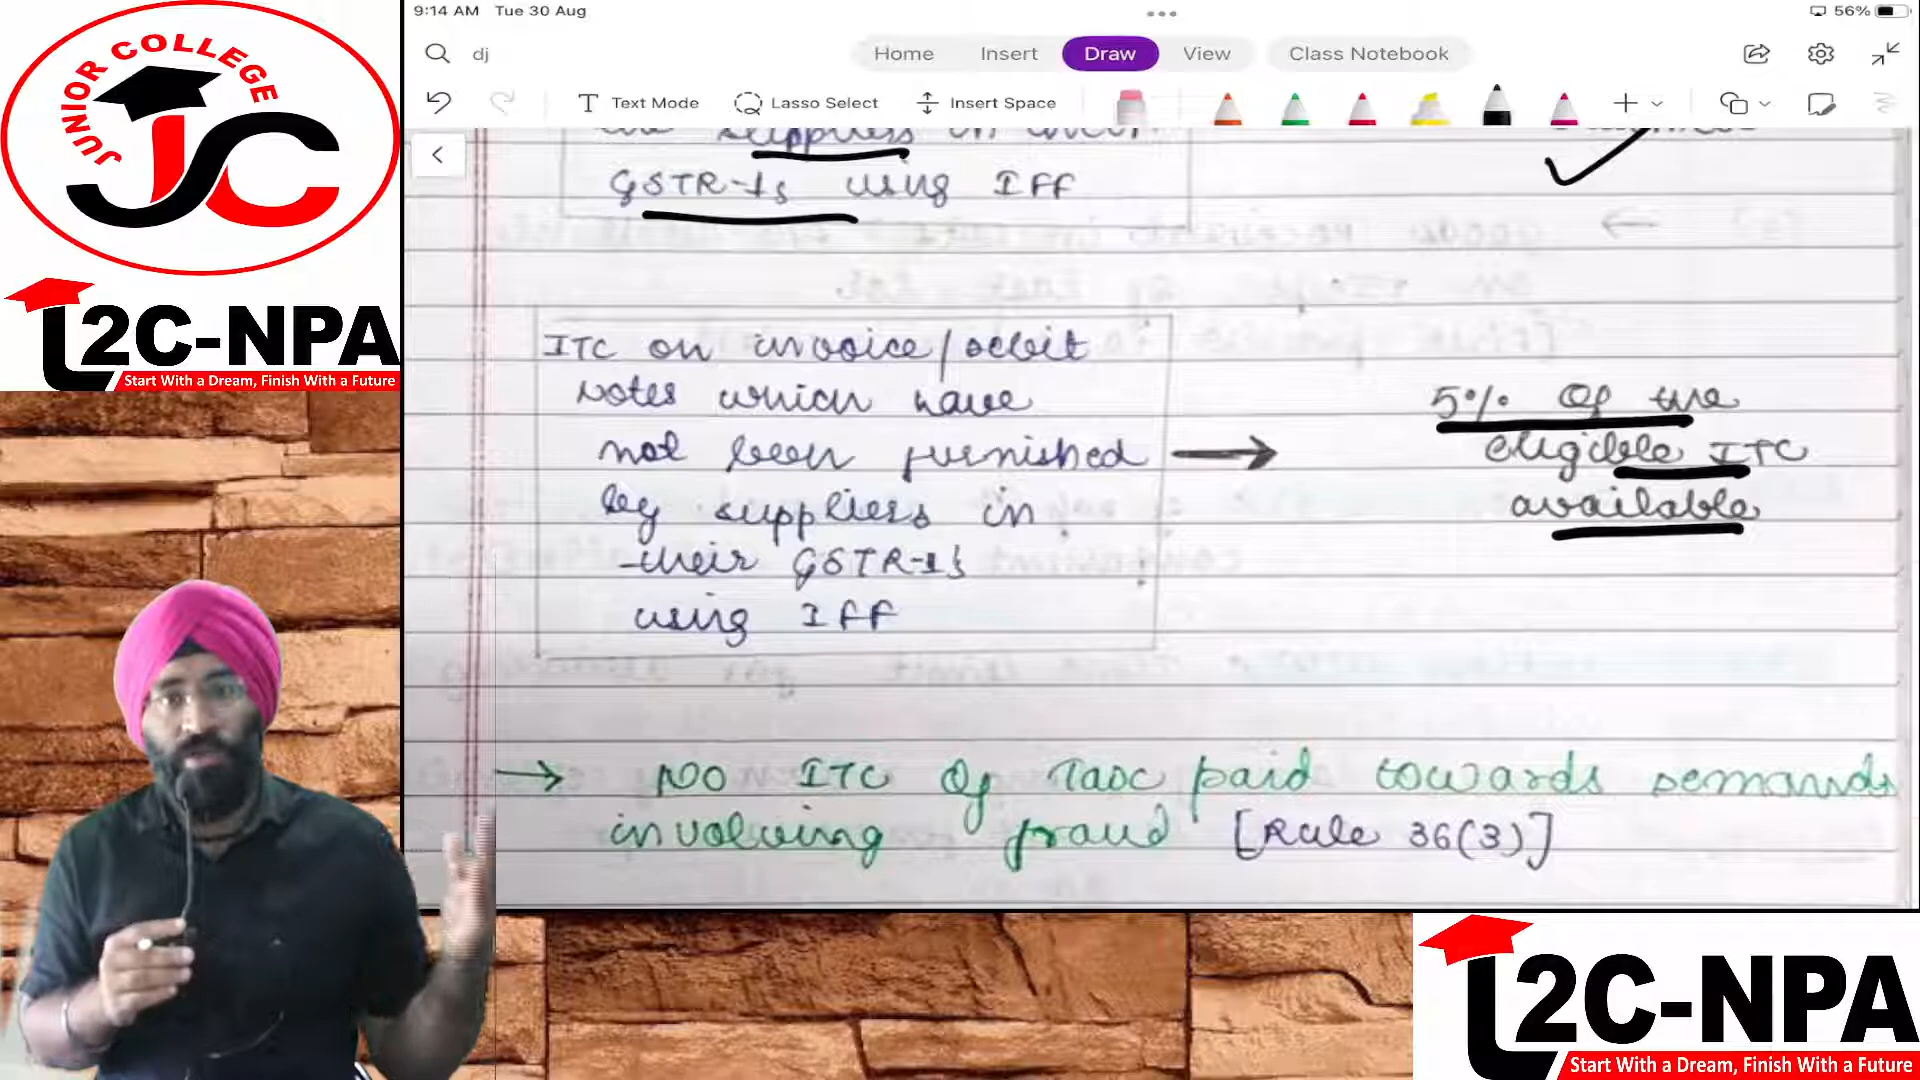 JUNIOR COLLEGE
JC
L2C-NPA
Start With a Dream, Finish With a Future
9:14 AM Tue 30 Aug
56%
dj
Home
Insert
Draw
View
Class Notebook
Text Mode
Lasso Select
Insert Space
suppliers in
GSTR-1s using IFF
ITC on invoice/debit
Notes which have
not been furnished
by suppliers in
their GSTR-1s
using IFF
5% Of the
eligible ITC
available
No ITC Of Tax paid towards Demands
involving fraud [Rule 36(3)]
L2C-NPA
Start With a Dream, Finish With a Future